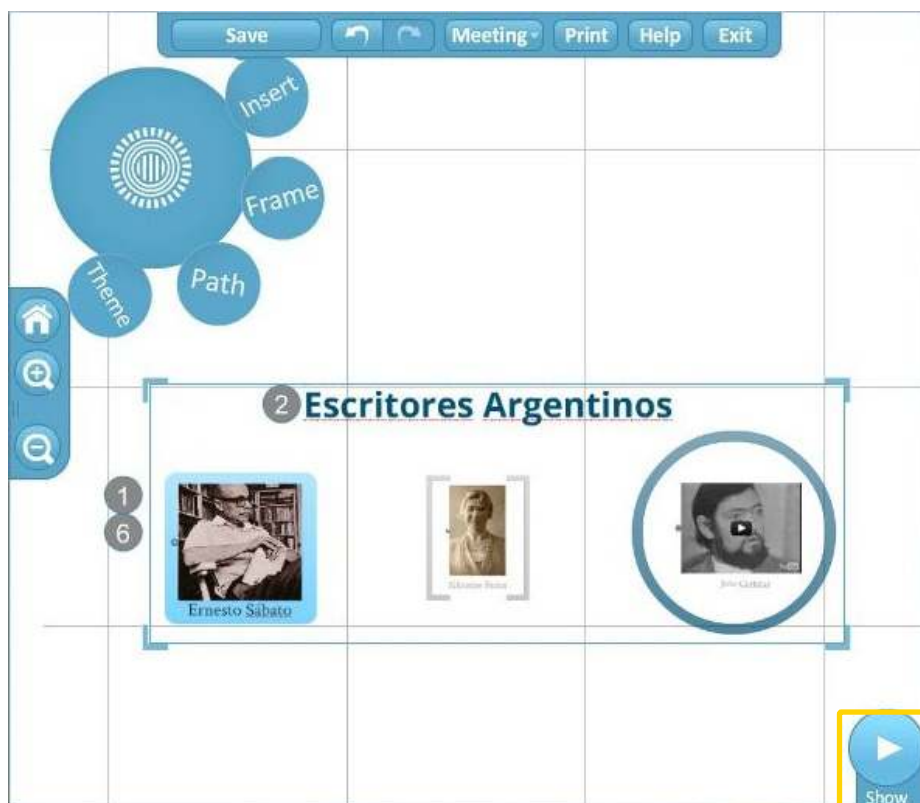 Save Meeting Print Help Exit
Insert
Frame
Path
Theme
2 Escritores Argentinos
1
6
Ernesto Sábato
Show